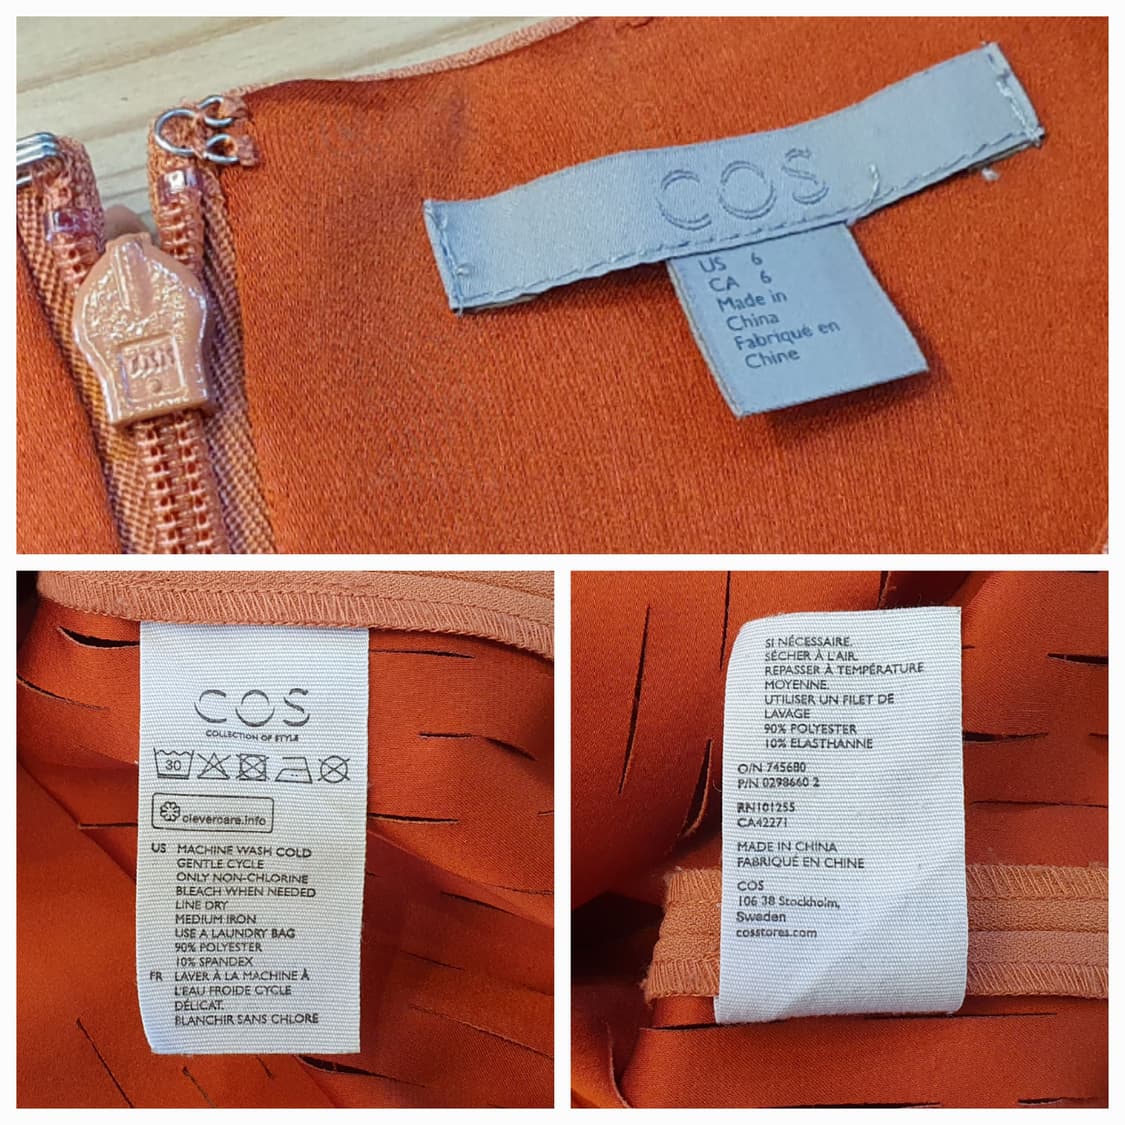 COS
US 6
CA 6
Made in
China
Fabriqué en
Chine
COS
COLLECTION OF STYLE
30
clevercare.info
US MACHINE WASH COLD
GENTLE CYCLE
ONLY NON-CHLORINE
BLEACH WHEN NEEDED
LINE DRY
MEDIUM IRON
USE A LAUNDRY BAG
90% POLYESTER
10% SPANDEX
FR LAVER À LA MACHINE À
L'EAU FROIDE CYCLE
DÉLICAT.
BLANCHIR SANS CHLORE
SI NÉCESSAIRE.
SÉCHER À L'AIR.
REPASSER À TEMPÉRATURE
MOYENNE.
UTILISER UN FILET DE
LAVAGE
90% POLYESTER
10% ELASTHANNE
O/N 745680
P/N 0298660 2
RN101255
CA42271
MADE IN CHINA
FABRIQUÉ EN CHINE
COS
106 38 Stockholm,
Sweden
cosstores.com